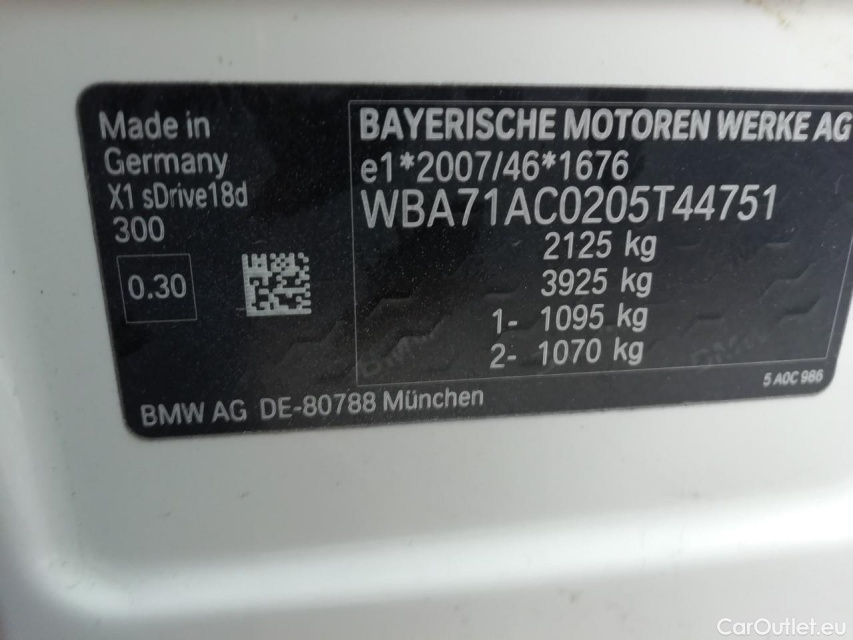 Made in
Germany
X1 sDrive18d
300
0.30
BAYERISCHE MOTOREN WERKE AG
e1*2007/46*1676
WBA71AC0205T44751
2125 kg
3925 kg
1- 1095 kg
2- 1070 kg
5 A0C 986
BMW AG DE-80788 München
CarOutlet.eu